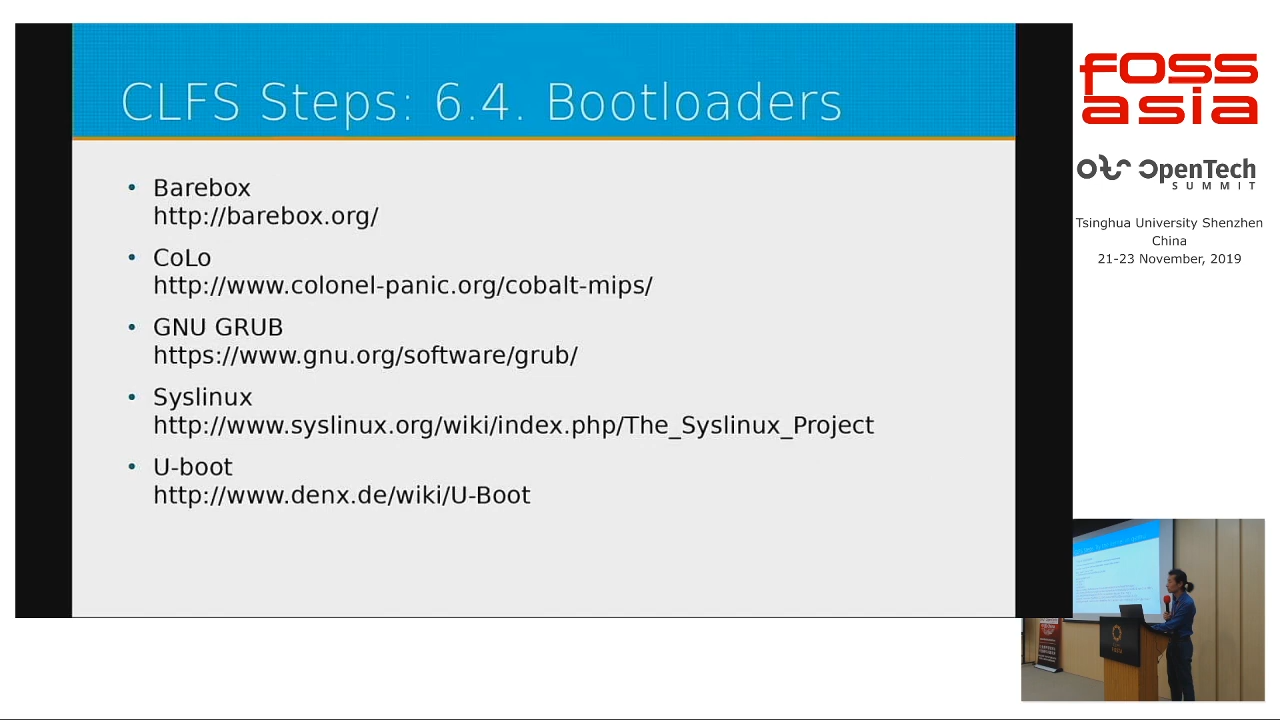 CLFS Steps: 6.4. Bootloaders
• Barebox
http://barebox.org/
• CoLo
http://www.colonel-panic.org/cobalt-mips/
• GNU GRUB
https://www.gnu.org/software/grub/
• Syslinux
http://www.syslinux.org/wiki/index.php/The_Syslinux_Project
• U-boot
http://www.denx.de/wiki/U-Boot
FOSS
asia
OpenTech
SUMMIT
Tsinghua University Shenzhen
China
21-23 November, 2019